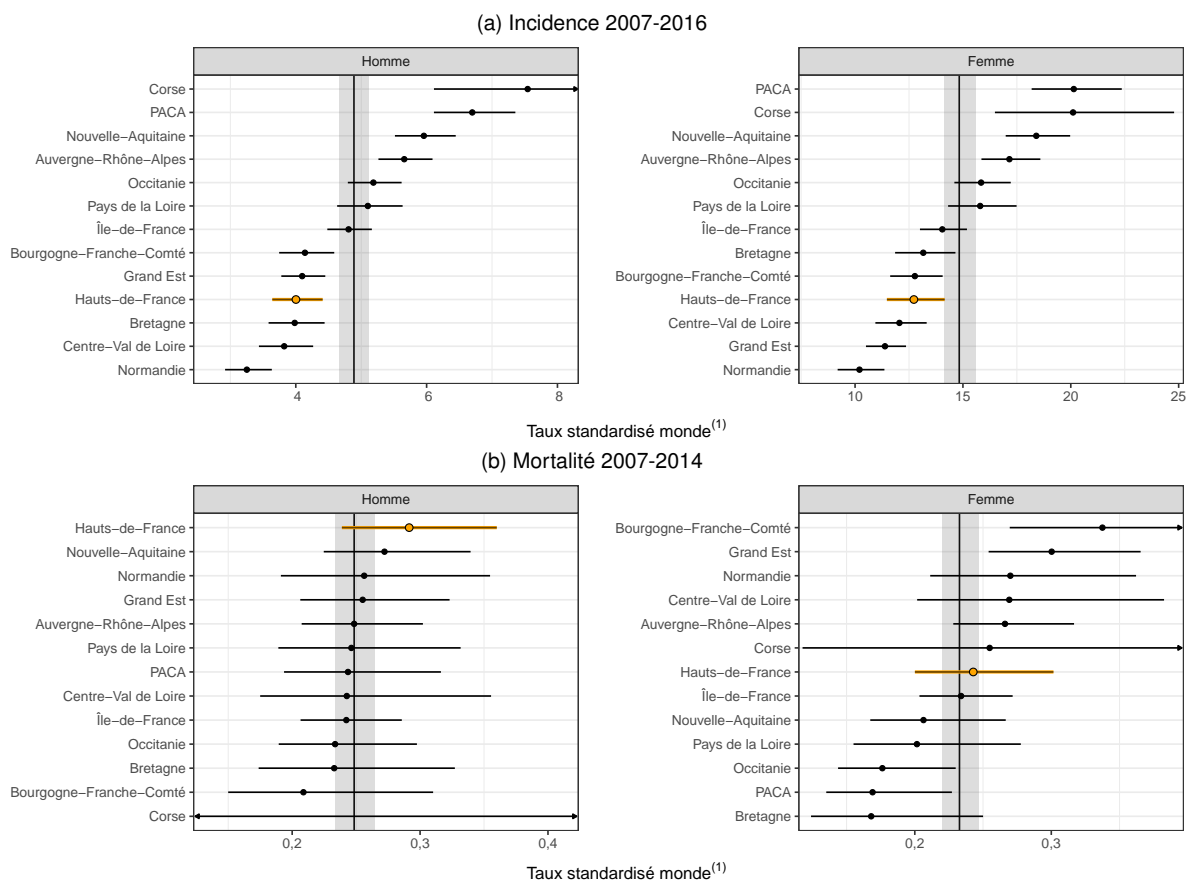 (a) Incidence 2007-2016
Homme
Corse
PACA
Nouvelle−Aquitaine
Auvergne−Rhône−Alpes
Occitanie
Pays de la Loire
Île−de−France
Bourgogne−Franche−Comté
Grand Est
Hauts−de−France
Bretagne
Centre−Val de Loire
Normandie
4 6 8
Femme
PACA
Corse
Nouvelle−Aquitaine
Auvergne−Rhône−Alpes
Occitanie
Pays de la Loire
Île−de−France
Bretagne
Bourgogne−Franche−Comté
Hauts−de−France
Centre−Val de Loire
Grand Est
Normandie
10 15 20 25
Taux standardisé monde(1)
(b) Mortalité 2007-2014
Homme
Hauts−de−France
Nouvelle−Aquitaine
Normandie
Grand Est
Auvergne−Rhône−Alpes
Pays de la Loire
PACA
Centre−Val de Loire
Île−de−France
Occitanie
Bretagne
Bourgogne−Franche−Comté
Corse
0,2 0,3 0,4
Femme
Bourgogne−Franche−Comté
Grand Est
Normandie
Centre−Val de Loire
Auvergne−Rhône−Alpes
Corse
Hauts−de−France
Île−de−France
Nouvelle−Aquitaine
Pays de la Loire
Occitanie
PACA
Bretagne
0,2 0,3
Taux standardisé monde(1)